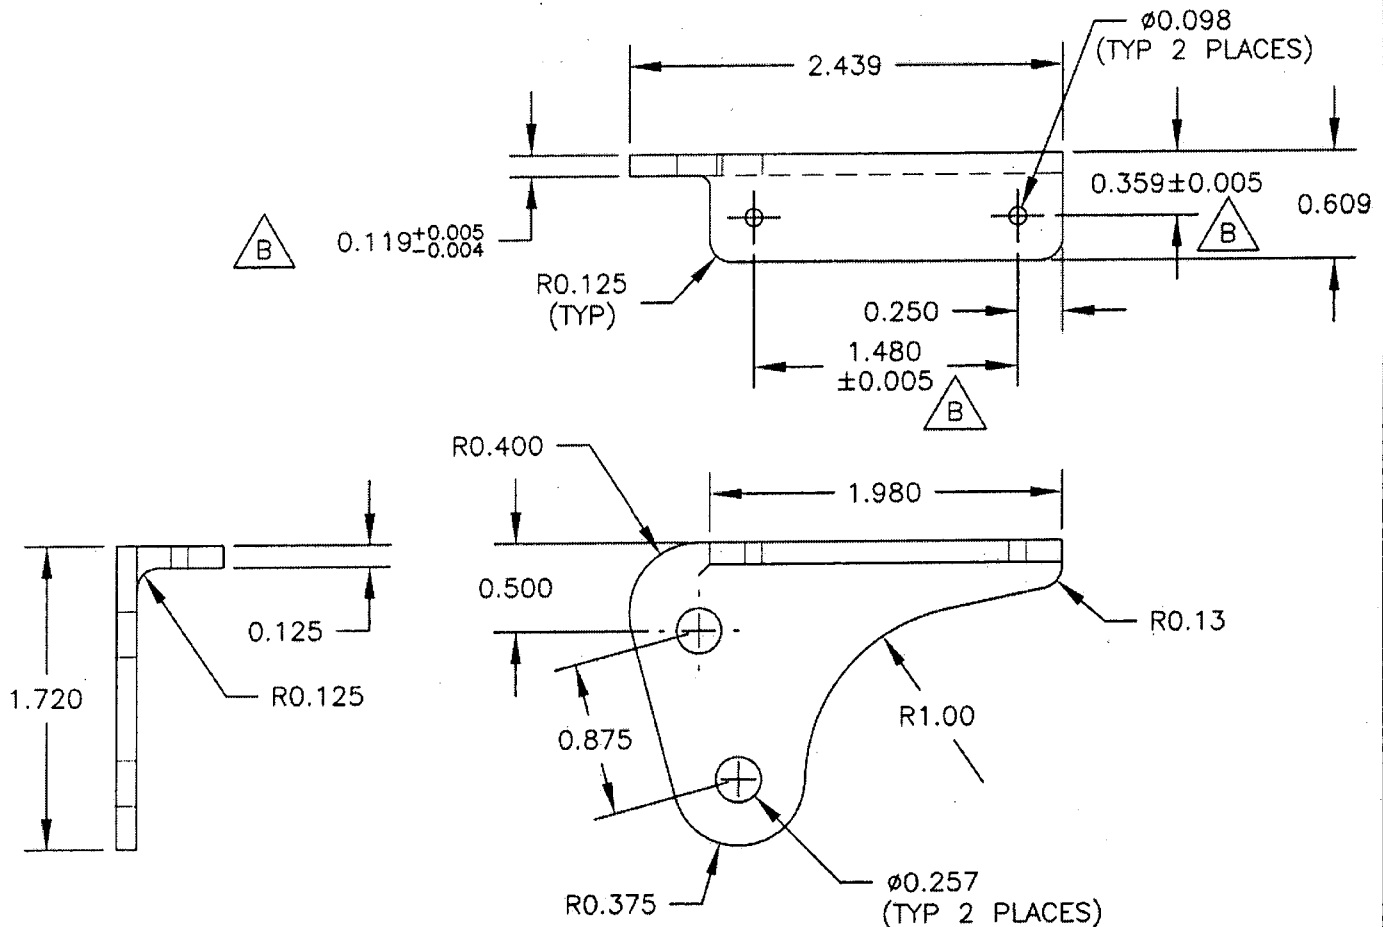 ø0.098
(TYP 2 PLACES)
2.439
0.359±0.005
0.609
B
0.119+0.005
-0.004
B
R0.125
(TYP)
0.250
1.480
±0.005
B
R0.400
1.980
0.500
0.125
R0.13
1.720
R0.125
R1.00
0.875
ø0.257
(TYP 2 PLACES)
R0.375